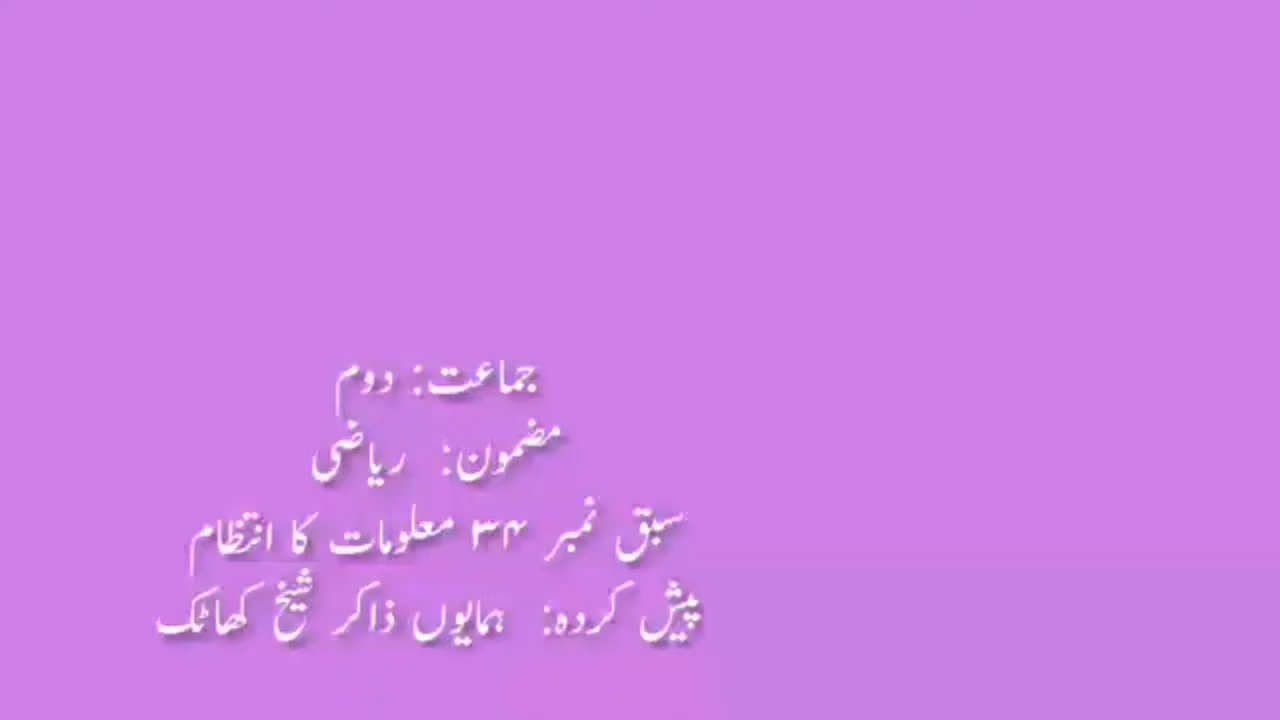 جماعت: دوم
مضمون: ریاضی
سبق نمبر ۳۴ معلومات کا انتظام
پیش کردہ: ہمایوں ذاکر شیخ کھاٹک